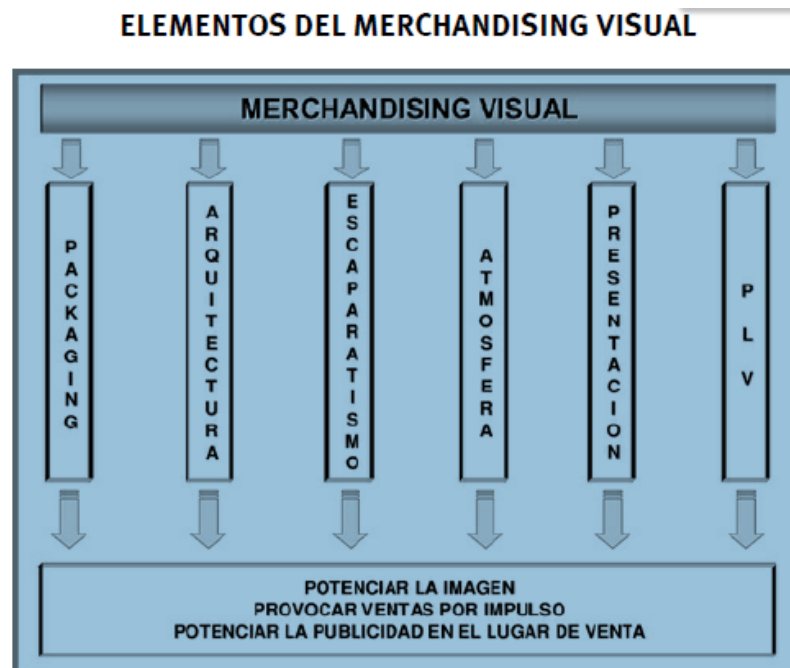 ELEMENTOS DEL MERCHANDISING VISUAL
MERCHANDISING VISUAL
PACKAGING
ARQUITECTURA
ESCAPARATISMO
ATMOSFERA
PRESENTACION
PLV
POTENCIAR LA IMAGEN
PROVOCAR VENTAS POR IMPULSO
POTENCIAR LA PUBLICIDAD EN EL LUGAR DE VENTA